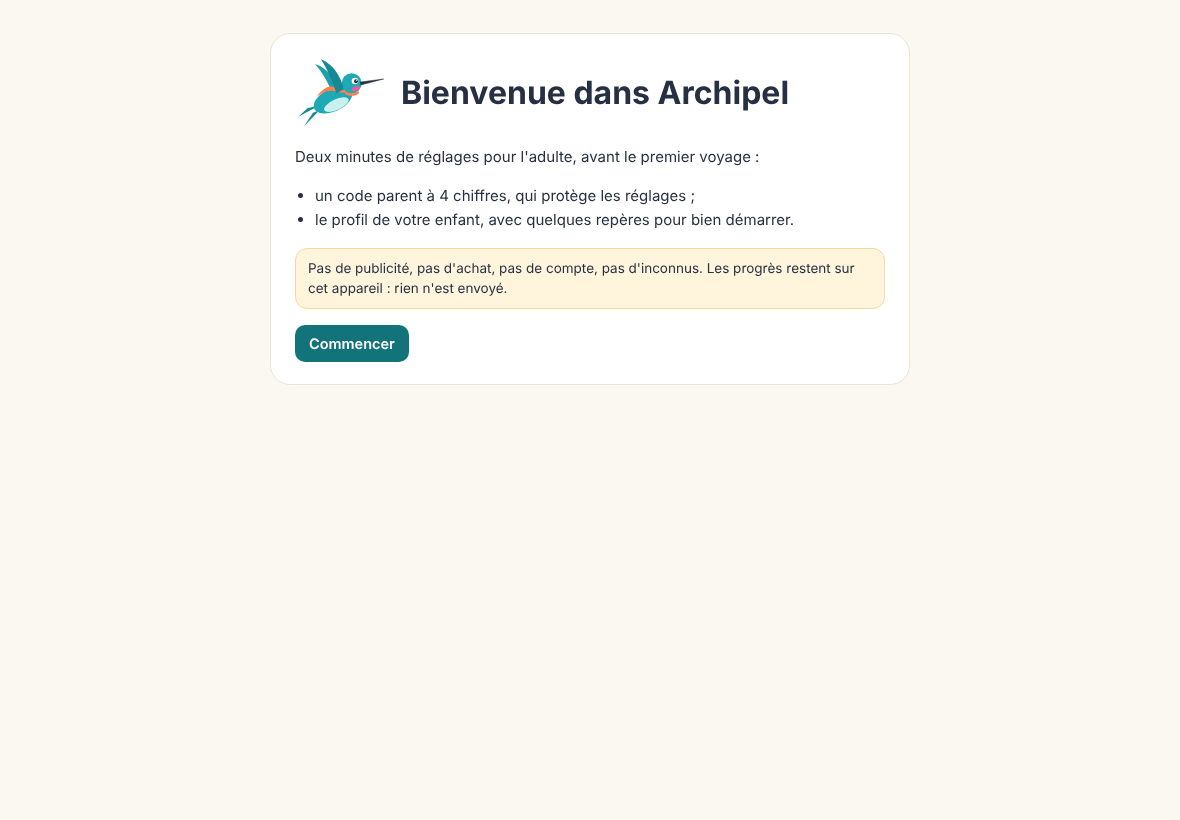 Bienvenue dans Archipel
Deux minutes de réglages pour l'adulte, avant le premier voyage :
• un code parent à 4 chiffres, qui protège les réglages ;
• le profil de votre enfant, avec quelques repères pour bien démarrer.
Pas de publicité, pas d'achat, pas de compte, pas d'inconnus. Les progrès restent sur
cet appareil : rien n'est envoyé.
Commencer